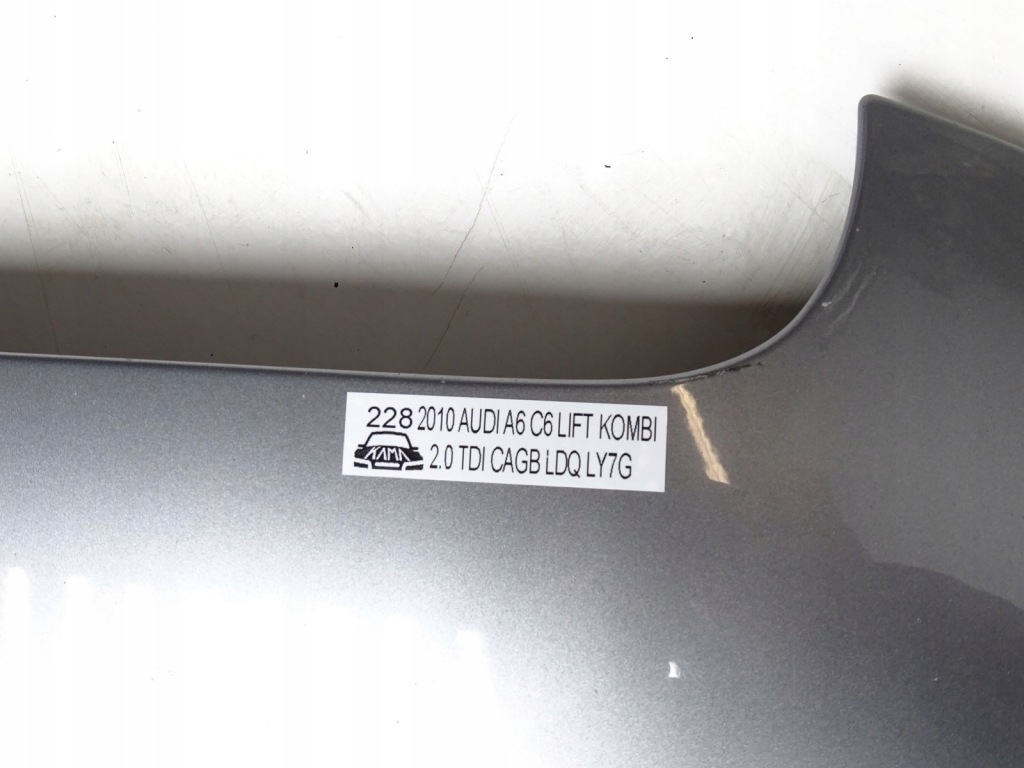 228 2010 AUDI A6 C6 LIFT KOMBI
KAMA 2.0 TDI CAGB LDQ LY7G